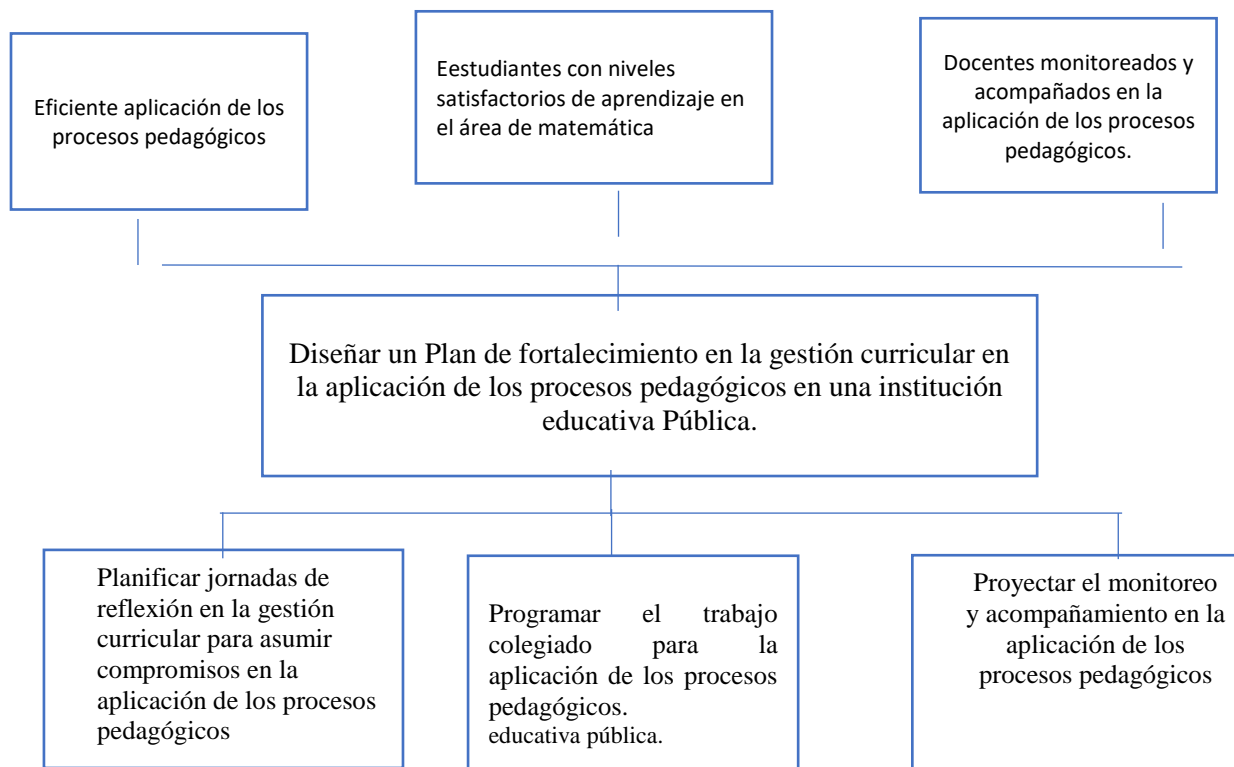 Eficiente aplicación de los
procesos pedagógicos
Eestudiantes con niveles
satisfactorios de aprendizaje en
el área de matemática
Docentes monitoreados y
acompañados en la
aplicación de los procesos
pedagógicos.
Diseñar un Plan de fortalecimiento en la gestión curricular en
la aplicación de los procesos pedagógicos en una institución
educativa Pública.
Planificar jornadas de
reflexión en la gestión
curricular para asumir
compromisos en la
aplicación de los procesos
pedagógicos
Programar el trabajo
colegiado para la
aplicación de los procesos
pedagógicos.
educativa pública.
Proyectar el monitoreo
y acompañamiento en la
aplicación de los
procesos pedagógicos